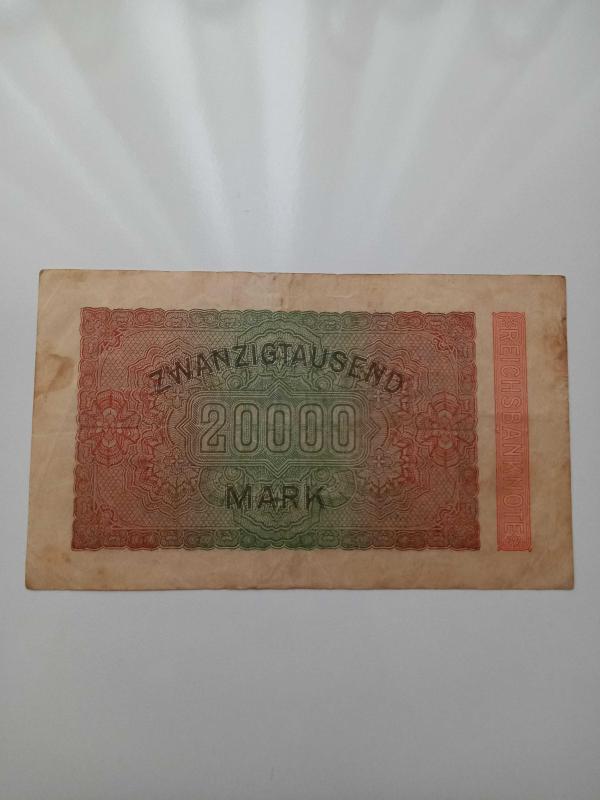 ZWANZIGTAUSEND
20000
MARK
REICHSBANKNOTE